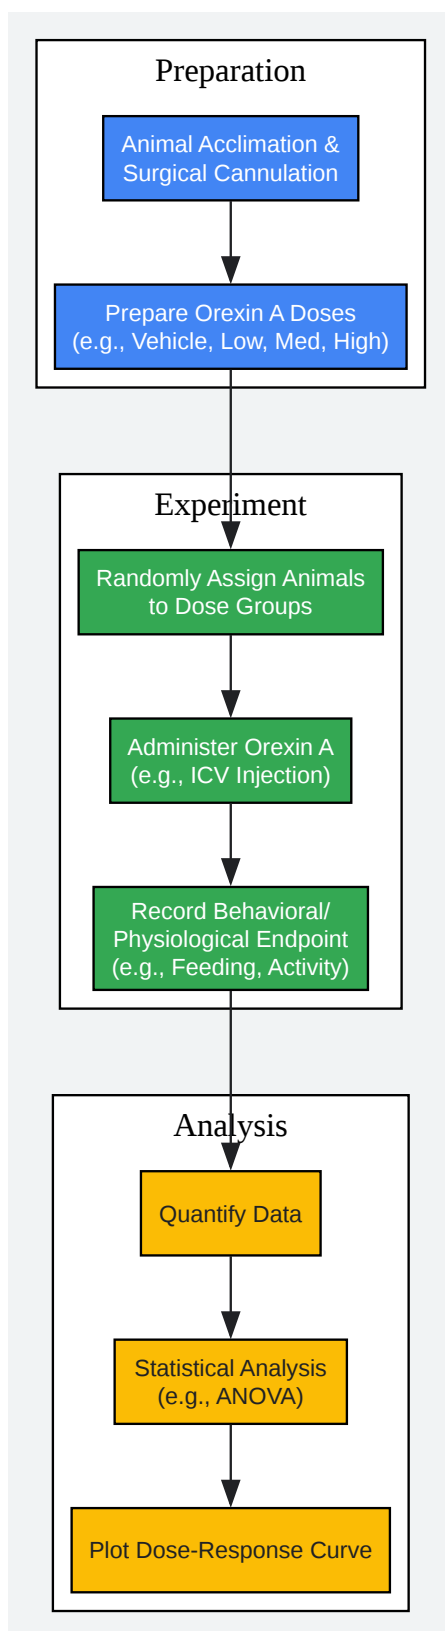 Preparation
Animal Acclimation &
Surgical Cannulation
Prepare Orexin A Doses
(e.g., Vehicle, Low, Med, High)
Experiment
Randomly Assign Animals
to Dose Groups
Administer Orexin A
(e.g., ICV Injection)
Record Behavioral/
Physiological Endpoint
(e.g., Feeding, Activity)
Analysis
Quantify Data
Statistical Analysis
(e.g., ANOVA)
Plot Dose-Response Curve